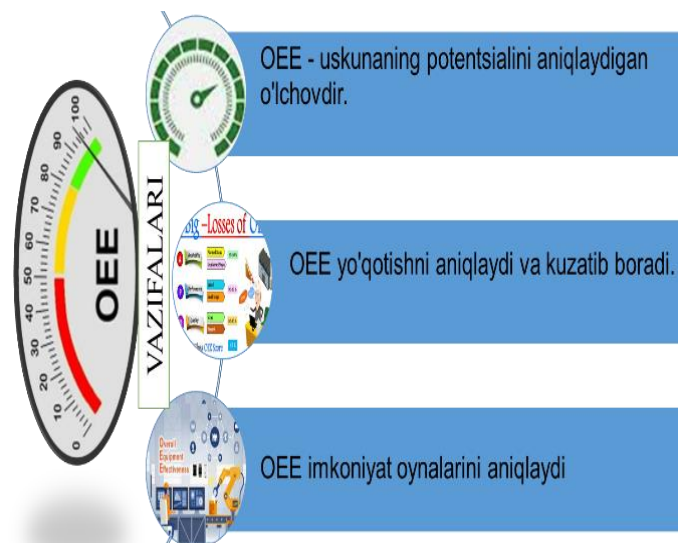 OEE - uskunaning potentsialini aniqlaydigan
o'lchovdir.
0
10
20
30
40
50
60
70
80
90
100
OEE
VAZIFALARI
Big –Losses of
OEE yo'qotishni aniqlaydi va kuzatib boradi.
Overall
Equipment
Effectiveness
OEE imkoniyat oynalarini aniqlaydi